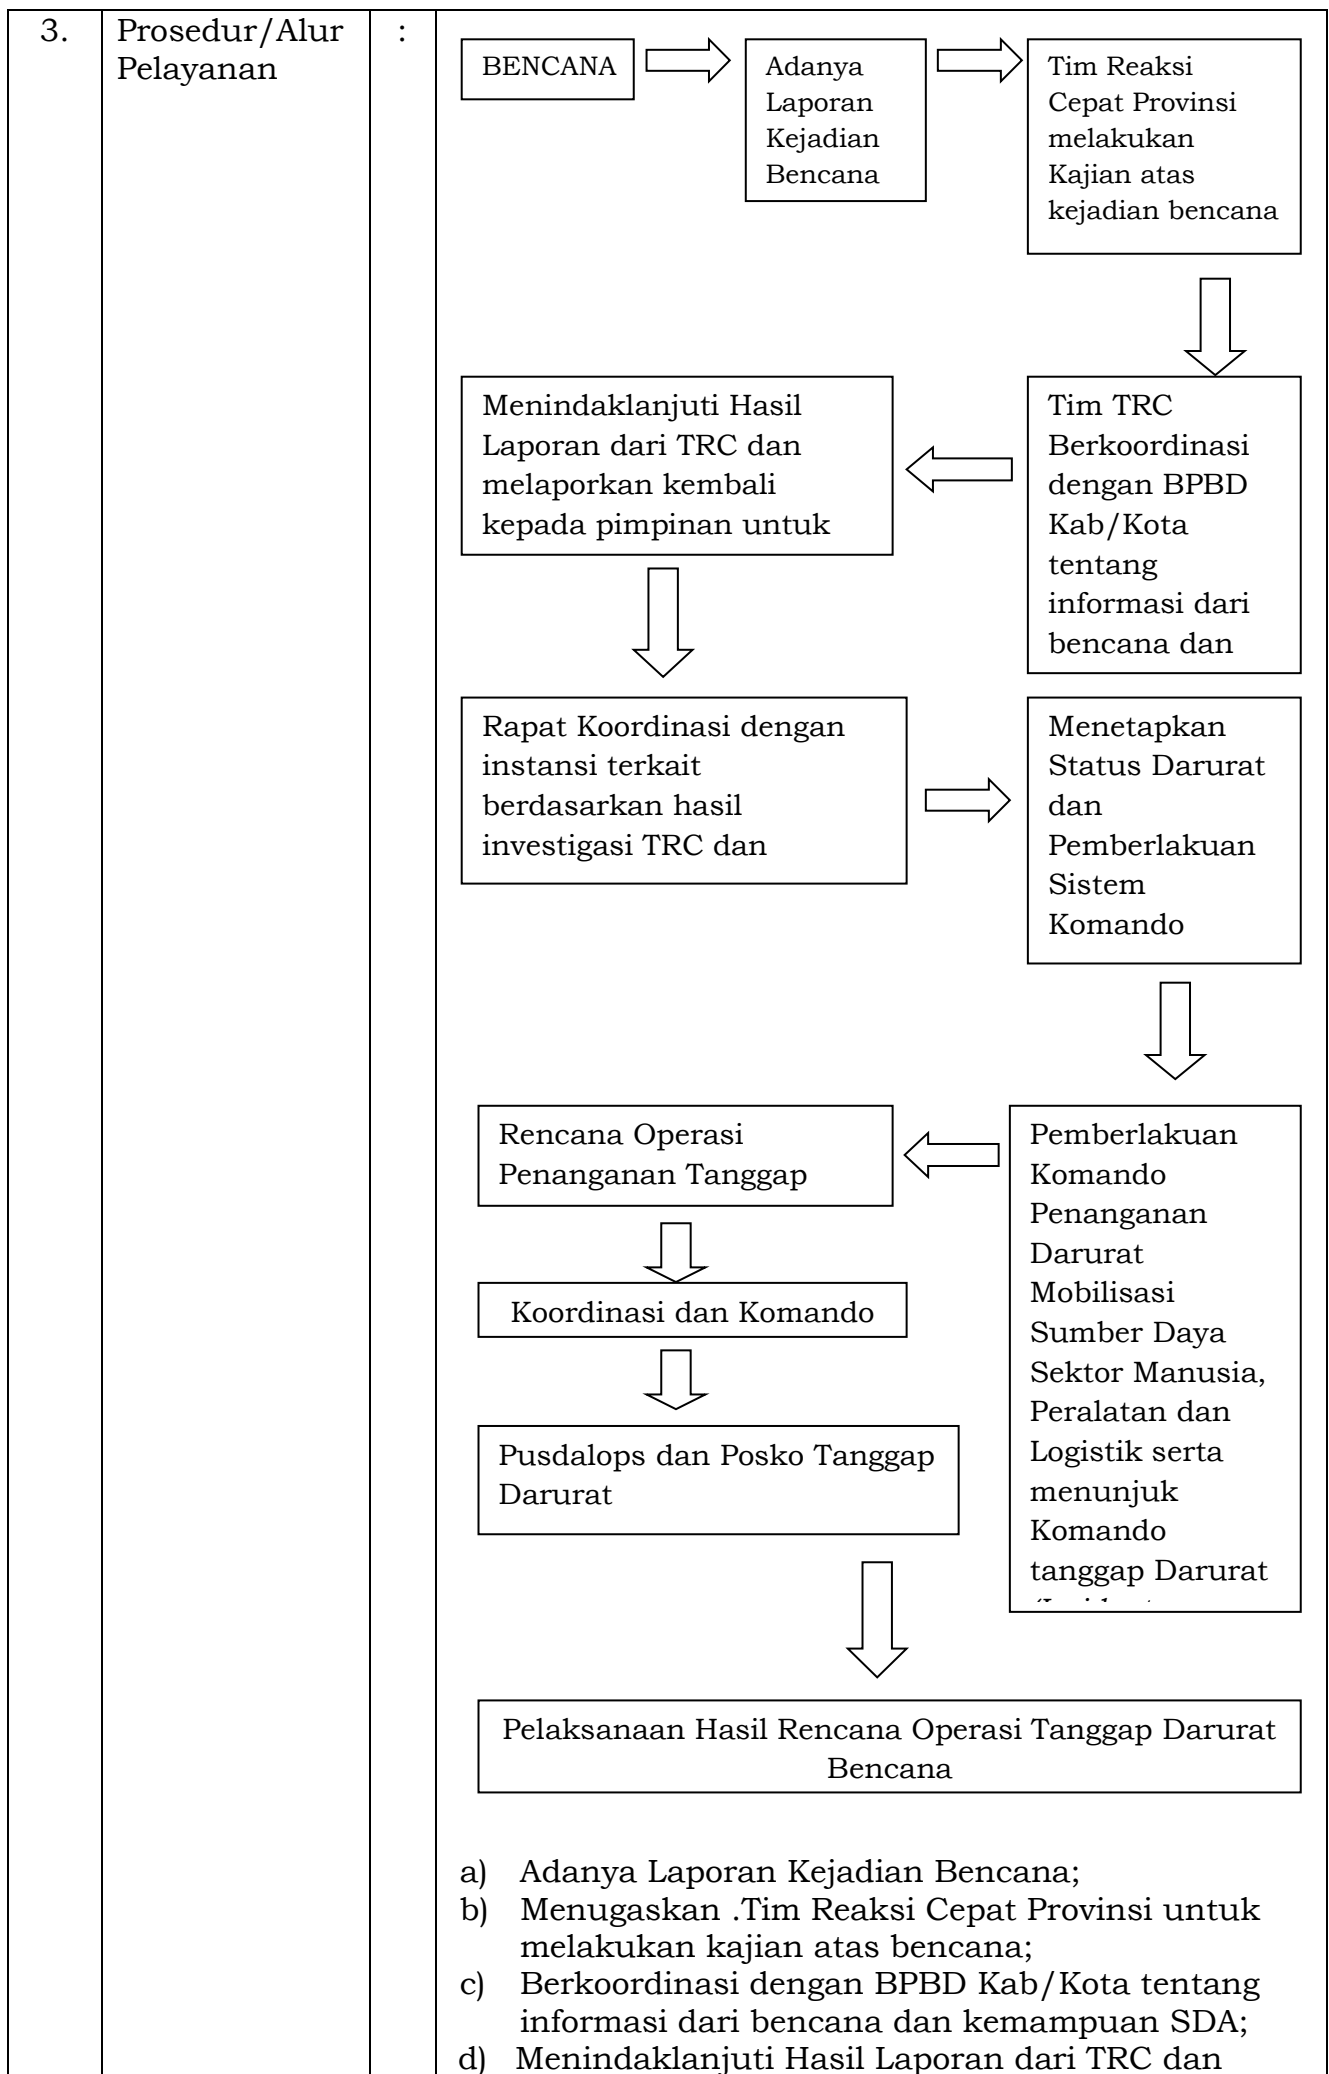 3.
Prosedur/Alur
Pelayanan
:
BENCANA
Adanya
Laporan
Kejadian
Bencana
Tim Reaksi
Cepat Provinsi
melakukan
Kajian atas
kejadian bencana
Tim TRC
Berkoordinasi
dengan BPBD
Kab/Kota
tentang
informasi dari
bencana dan
Menindaklanjuti Hasil
Laporan dari TRC dan
melaporkan kembali
kepada pimpinan untuk
Rapat Koordinasi dengan
instansi terkait
berdasarkan hasil
investigasi TRC dan
Menetapkan
Status Darurat
dan
Pemberlakuan
Sistem
Komando
Pemberlakuan
Komando
Penanganan
Darurat
Mobilisasi
Sumber Daya
Sektor Manusia,
Peralatan dan
Logistik serta
menunjuk
Komando
tanggap Darurat
Rencana Operasi
Penanganan Tanggap
Koordinasi dan Komando
Pusdalops dan Posko Tanggap
Darurat
Pelaksanaan Hasil Rencana Operasi Tanggap Darurat
Bencana
a) Adanya Laporan Kejadian Bencana;
b) Menugaskan .Tim Reaksi Cepat Provinsi untuk
melakukan kajian atas bencana;
c) Berkoordinasi dengan BPBD Kab/Kota tentang
informasi dari bencana dan kemampuan SDA;
d) Menindaklanjuti Hasil Laporan dari TRC dan